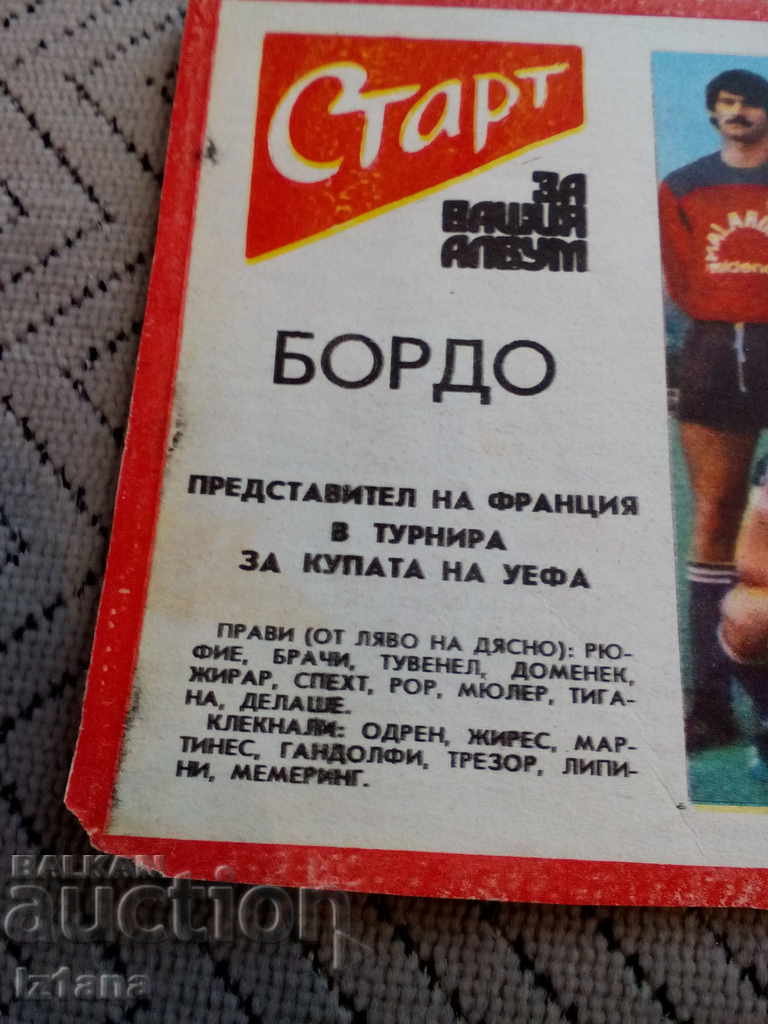 Старт
ЗА
ВАШИЯ
АЛБУМ
БОРДО
ПРЕДСТАВИТЕЛ НА ФРАНЦИЯ
В ТУРНИРА
ЗА КУПАТА НА УЕФА
ПРАВИ (ОТ ЛЯВО НА ДЯСНО): РЮ-
ФИЕ, БРАЧИ, ТУВЕНЕЛ, ДОМЕНЕК,
ЖИРАР, СПЕХТ, РОР, МЮЛЕР, ТИГА-
НА, ДЕЛАШЕ.
КЛЕКНАЛИ: ОДРЕН, ЖИРЕС, МАР-
ТИНЕС, ГАНДОЛФИ, ТРЕЗОР, ЛИПИ-
НИ, МЕМЕРИНГ.
BALKAN
auction
iz1ana